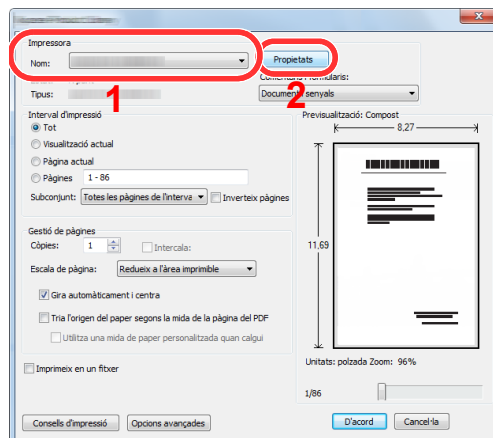 Impressora
Nom:
Propietats
1
2
Tipus:
Document i senyals
Interval d'impressió
Tot
Visualització actual
Pàgina actual
Pàgines 1 - 86
Subconjunt: Totes les pàgines de l'interva Inverteix pàgines
Previsualització: Compost
8,27
11,69
Gestió de pàgines
Còpies: 1 Intercala:
Escala de pàgina: Redueix a l'àrea imprimible
Gira automàticament i centra
Tria l'origen del paper segons la mida de la pàgina del PDF
Utilitza una mida de paper personalitzada quan calgui
Imprimeix en un fitxer
Unitats: polzada Zoom: 96%
1/86
Consells d'impressió Opcions avançades D'acord Cancel·la